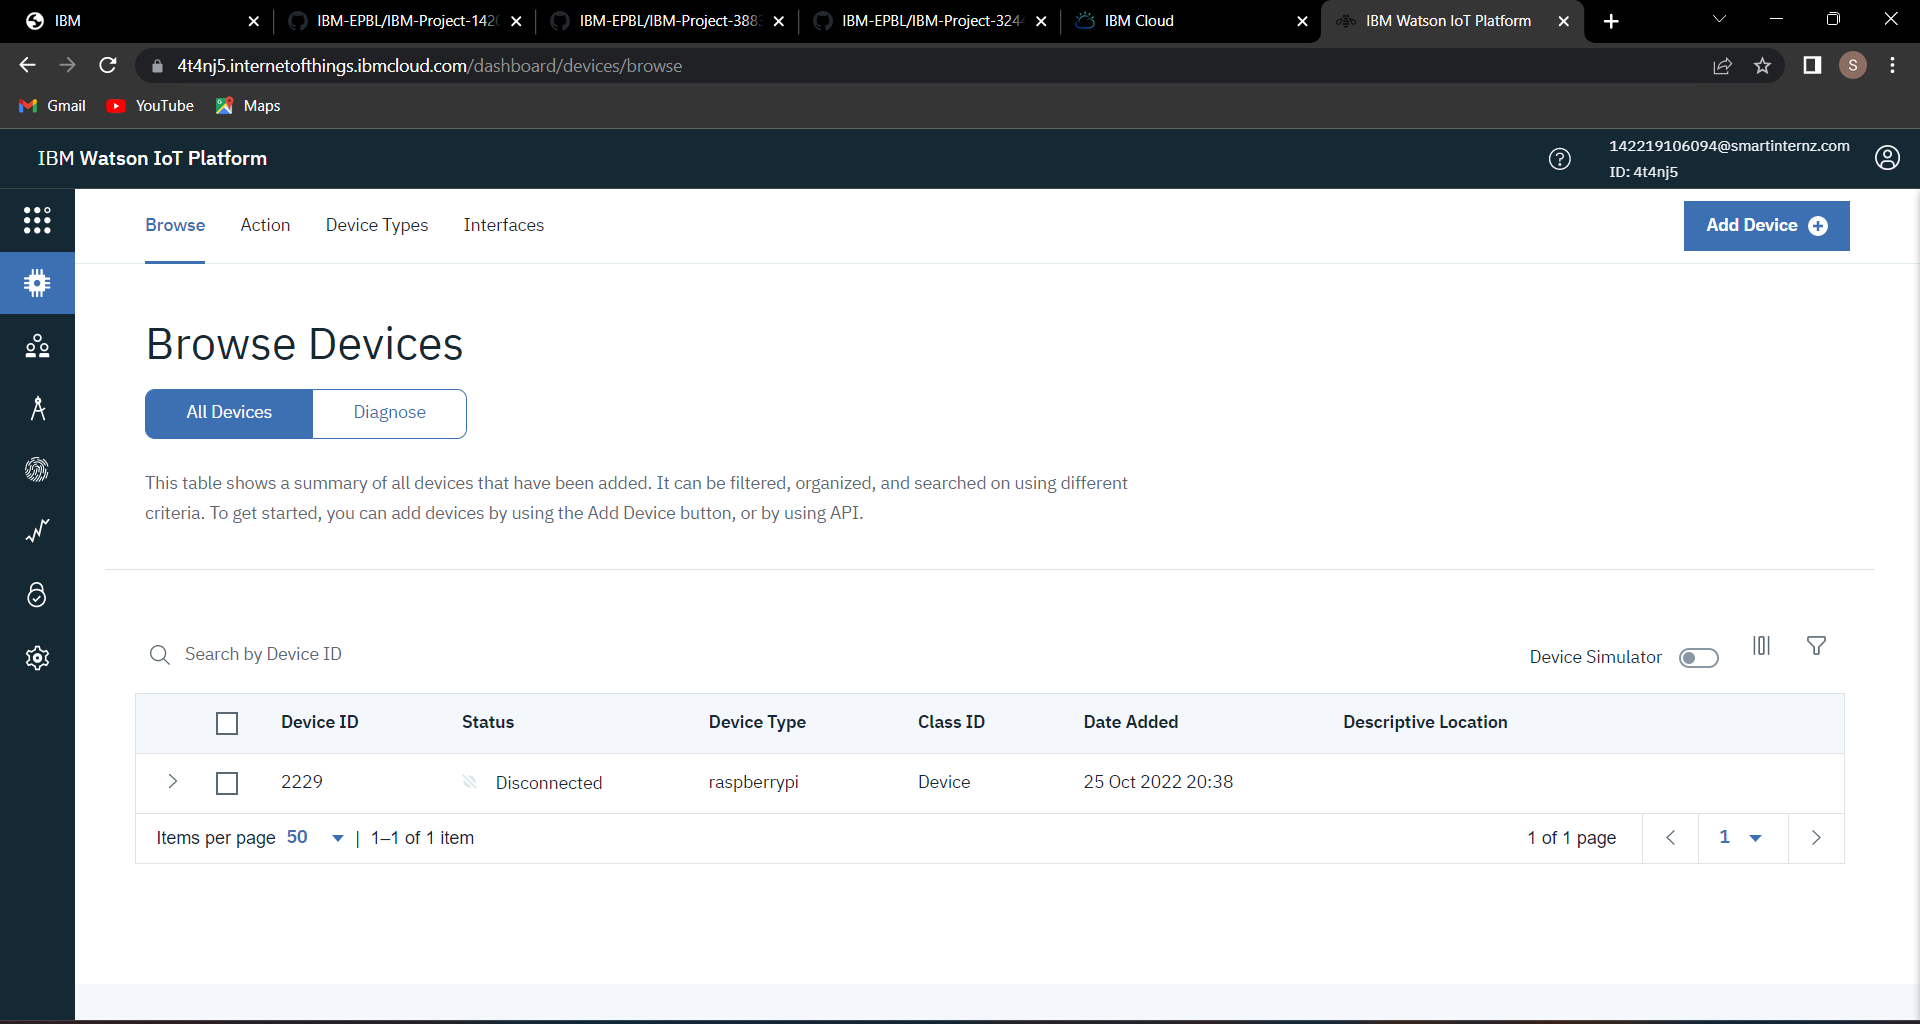 IBM
IBM-EPBL/IBM-Project-142
IBM-EPBL/IBM-Project-388
IBM-EPBL/IBM-Project-324
IBM Cloud
IBM Watson IoT Platform
4t4nj5.internetofthings.ibmcloud.com/dashboard/devices/browse
S
Gmail
YouTube
Maps
IBM Watson IoT Platform
142219106094@smartinternz.com
ID: 4t4nj5
Browse
Action
Device Types
Interfaces
Add Device
Browse Devices
All Devices
Diagnose
This table shows a summary of all devices that have been added. It can be filtered, organized, and searched on using different
criteria. To get started, you can add devices by using the Add Device button, or by using API.
Search by Device ID
Device Simulator
Device ID Status Device Type Class ID Date Added Descriptive Location
2229 Disconnected raspberrypi Device 25 Oct 2022 20:38
Items per page 50 | 1–1 of 1 item
1 of 1 page
1